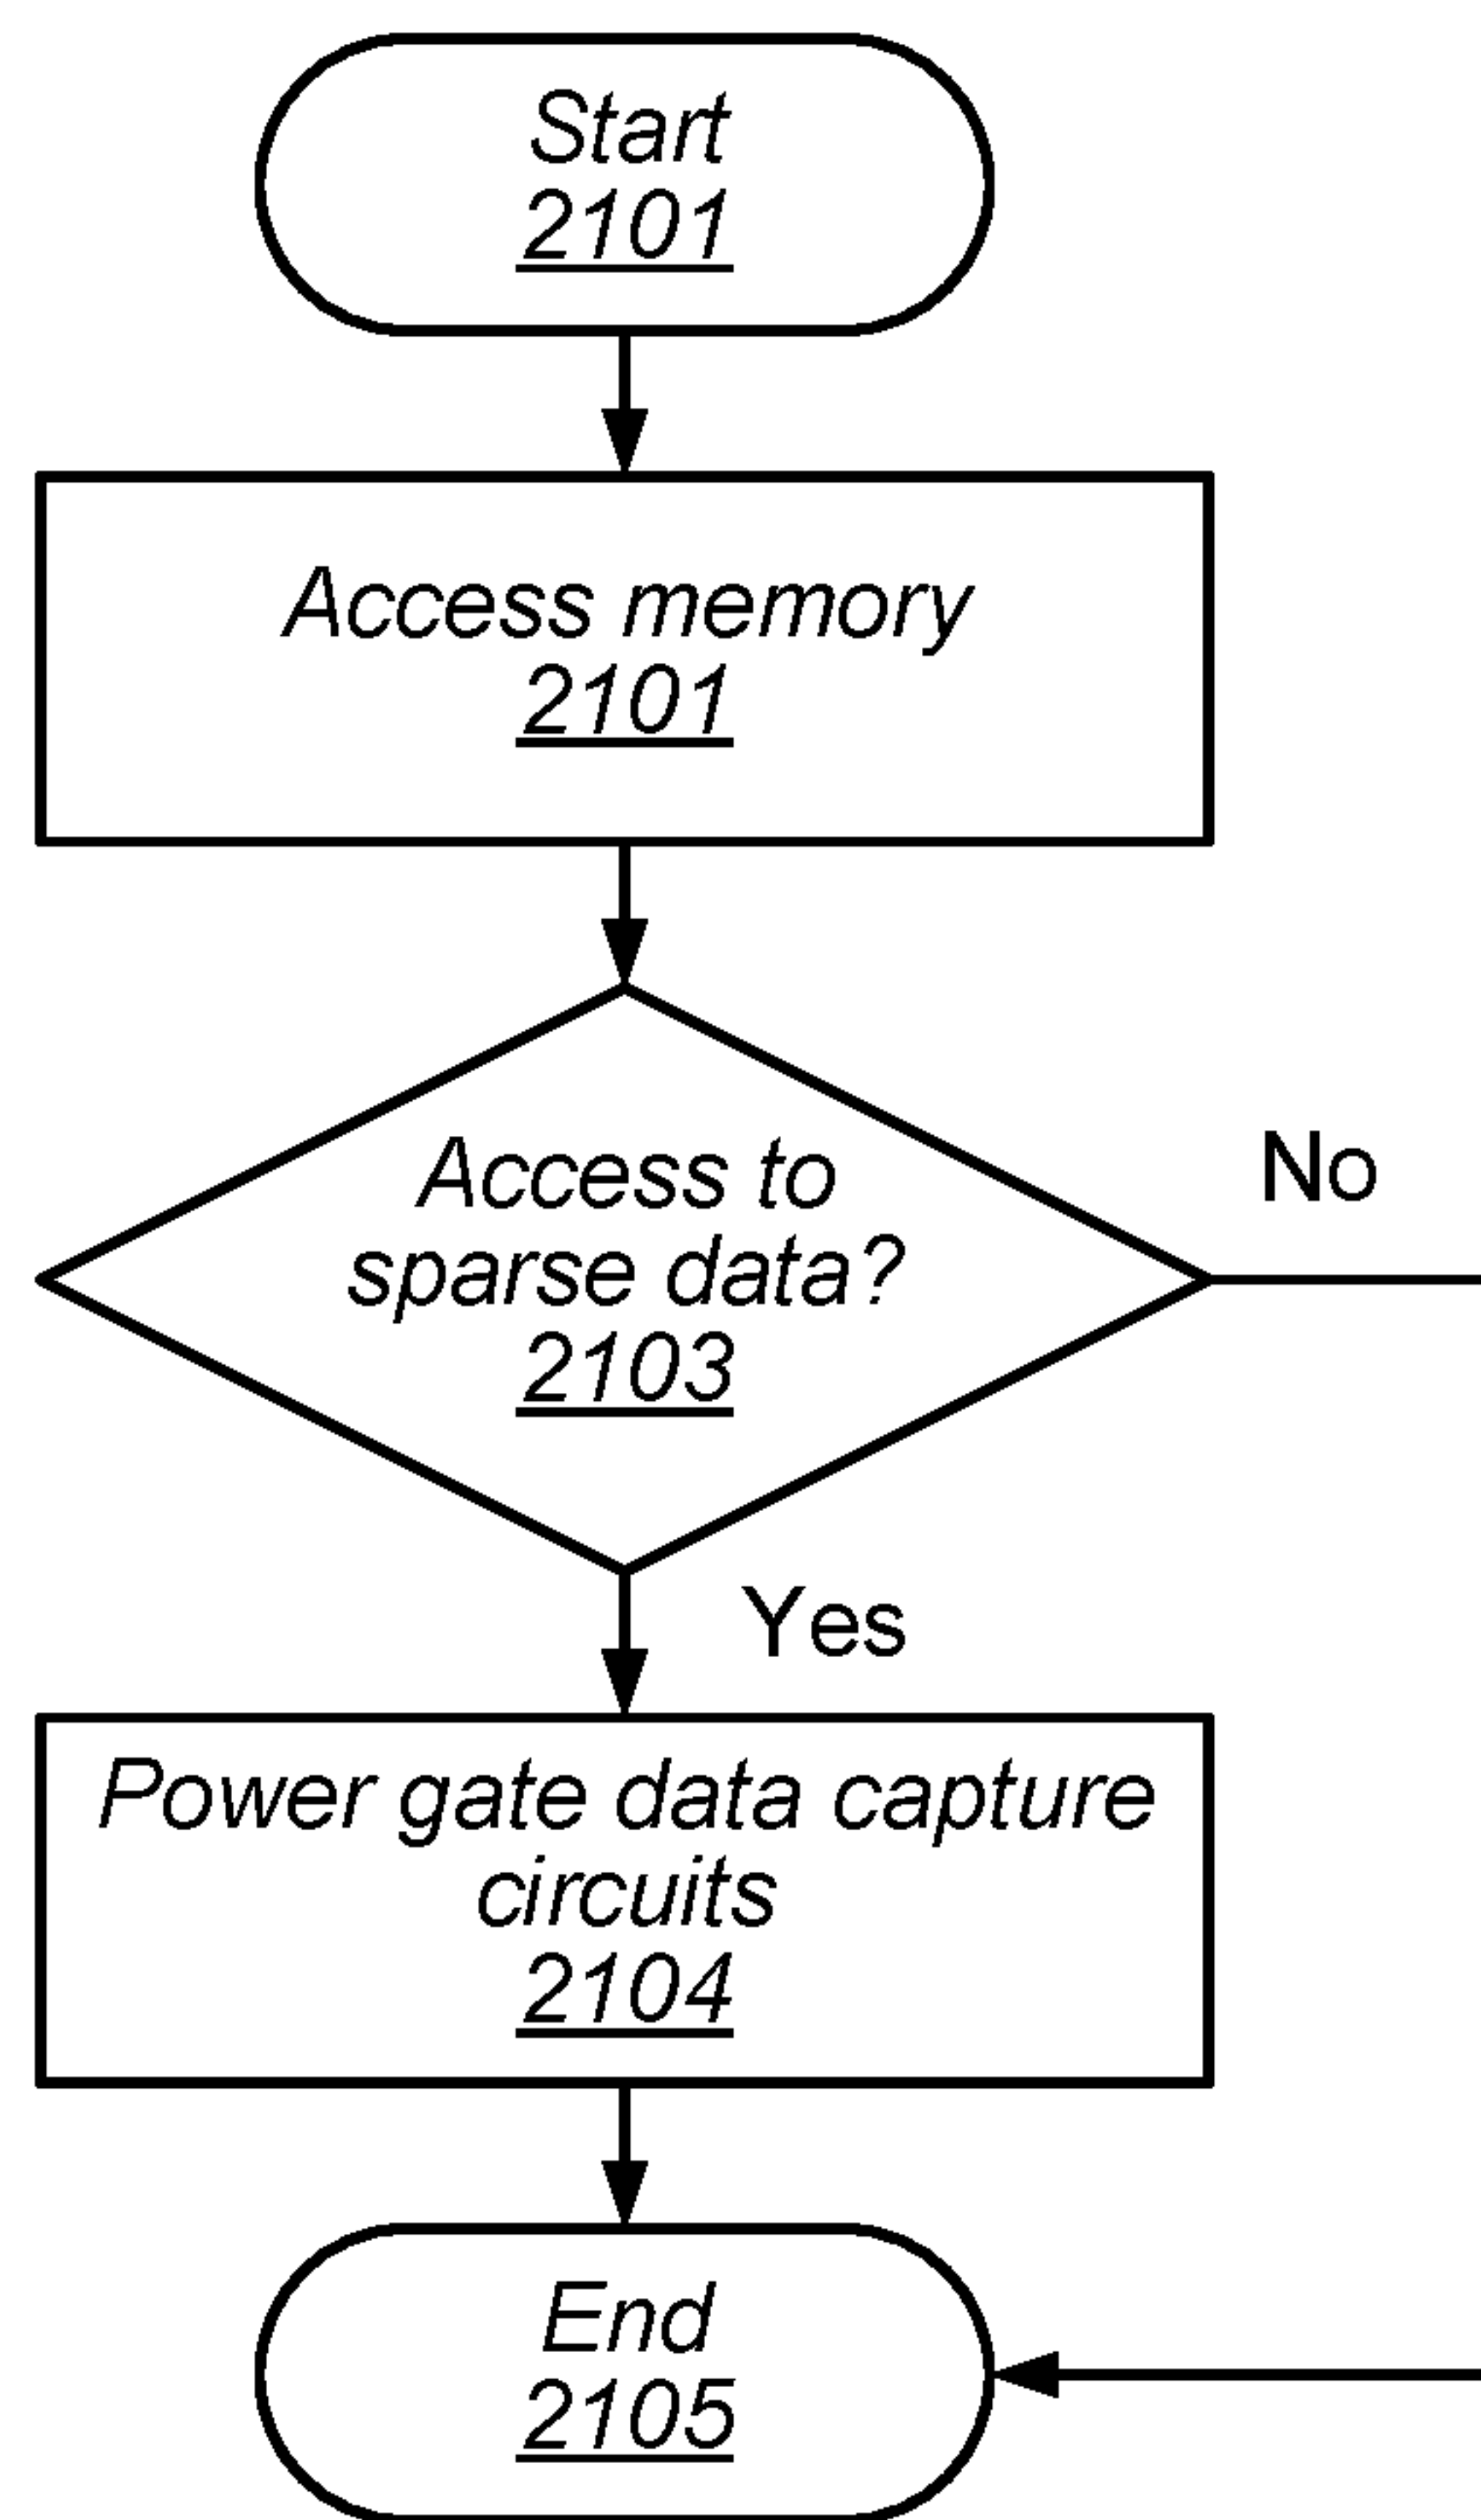 Start
2101
Access memory
2101
Access to
sparse data?
2103
No
Yes
Power gate data capture
circuits
2104
End
2105